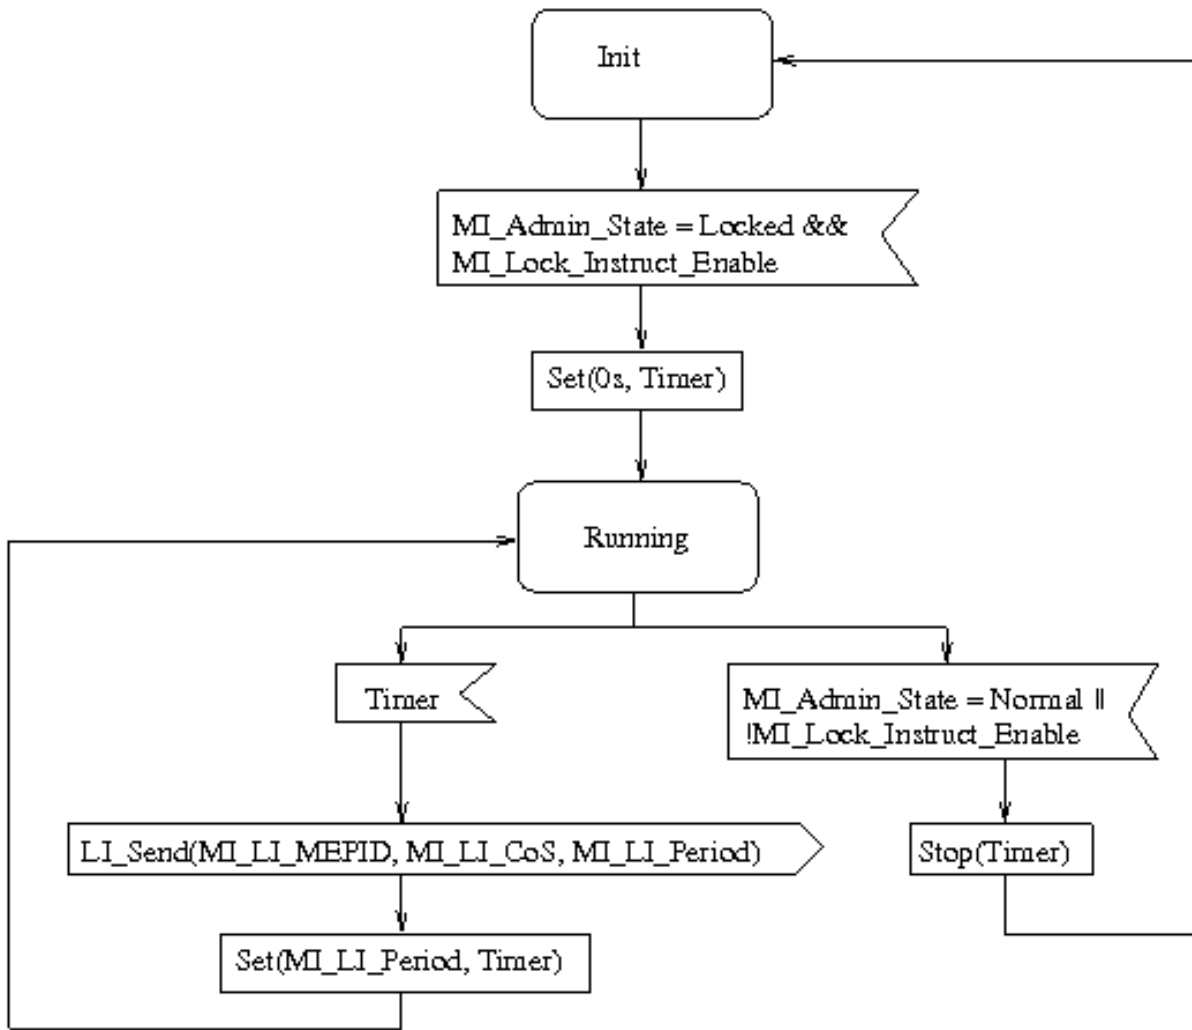 Init
MI_Admin_State = Locked &&
MI_Lock_Instruct_Enable
Set(0s, Timer)
Running
Timer
MI_Admin_State = Normal ||
!MI_Lock_Instruct_Enable
LI_Send(MI_LI_MEPID, MI_LI_CoS, MI_LI_Period)
Stop(Timer)
Set(MI_LI_Period, Timer)